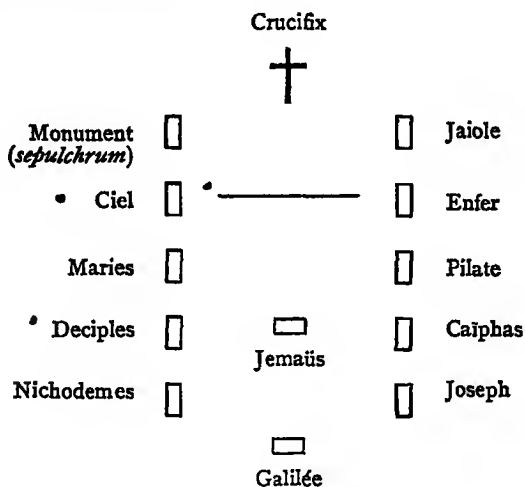 Crucifix
Monument
(sepulchrum)
Jaiole
Ciel
Enfer
Maries
Pilate
Deciples
Caïphas
Jemaüs
Nichodemes
Joseph
Galilée